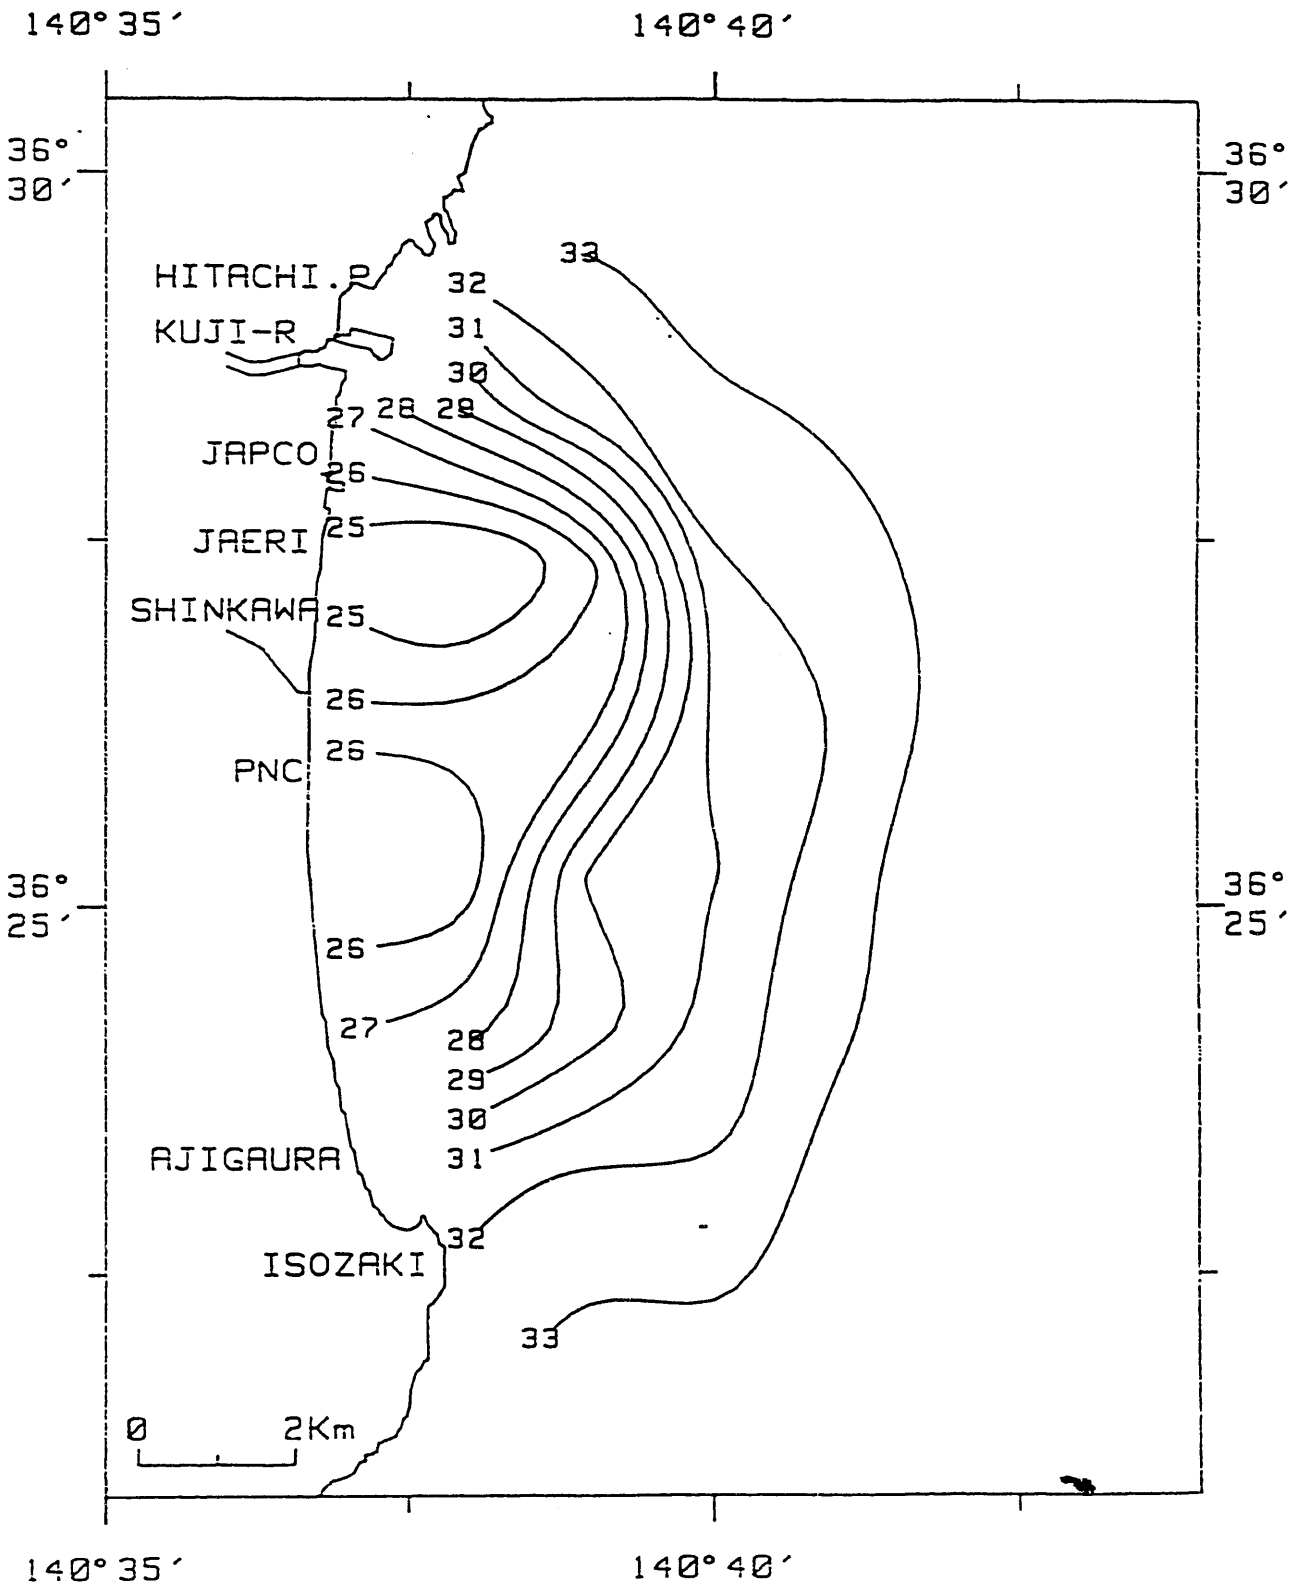 140°35′ 140°40′
36° 36°
30′ 30′
33
HITACHI.P 32
KUJI-R 31
30
27 28 29
JAPCO 26
25
JAERI
SHINKAWA 25
26
26
PNC
36° 36°
25′ 25′
26
27
28
29
30
AJIGAURA 31
32
ISOZAKI
33
0 2Km
140°35′ 140°40′